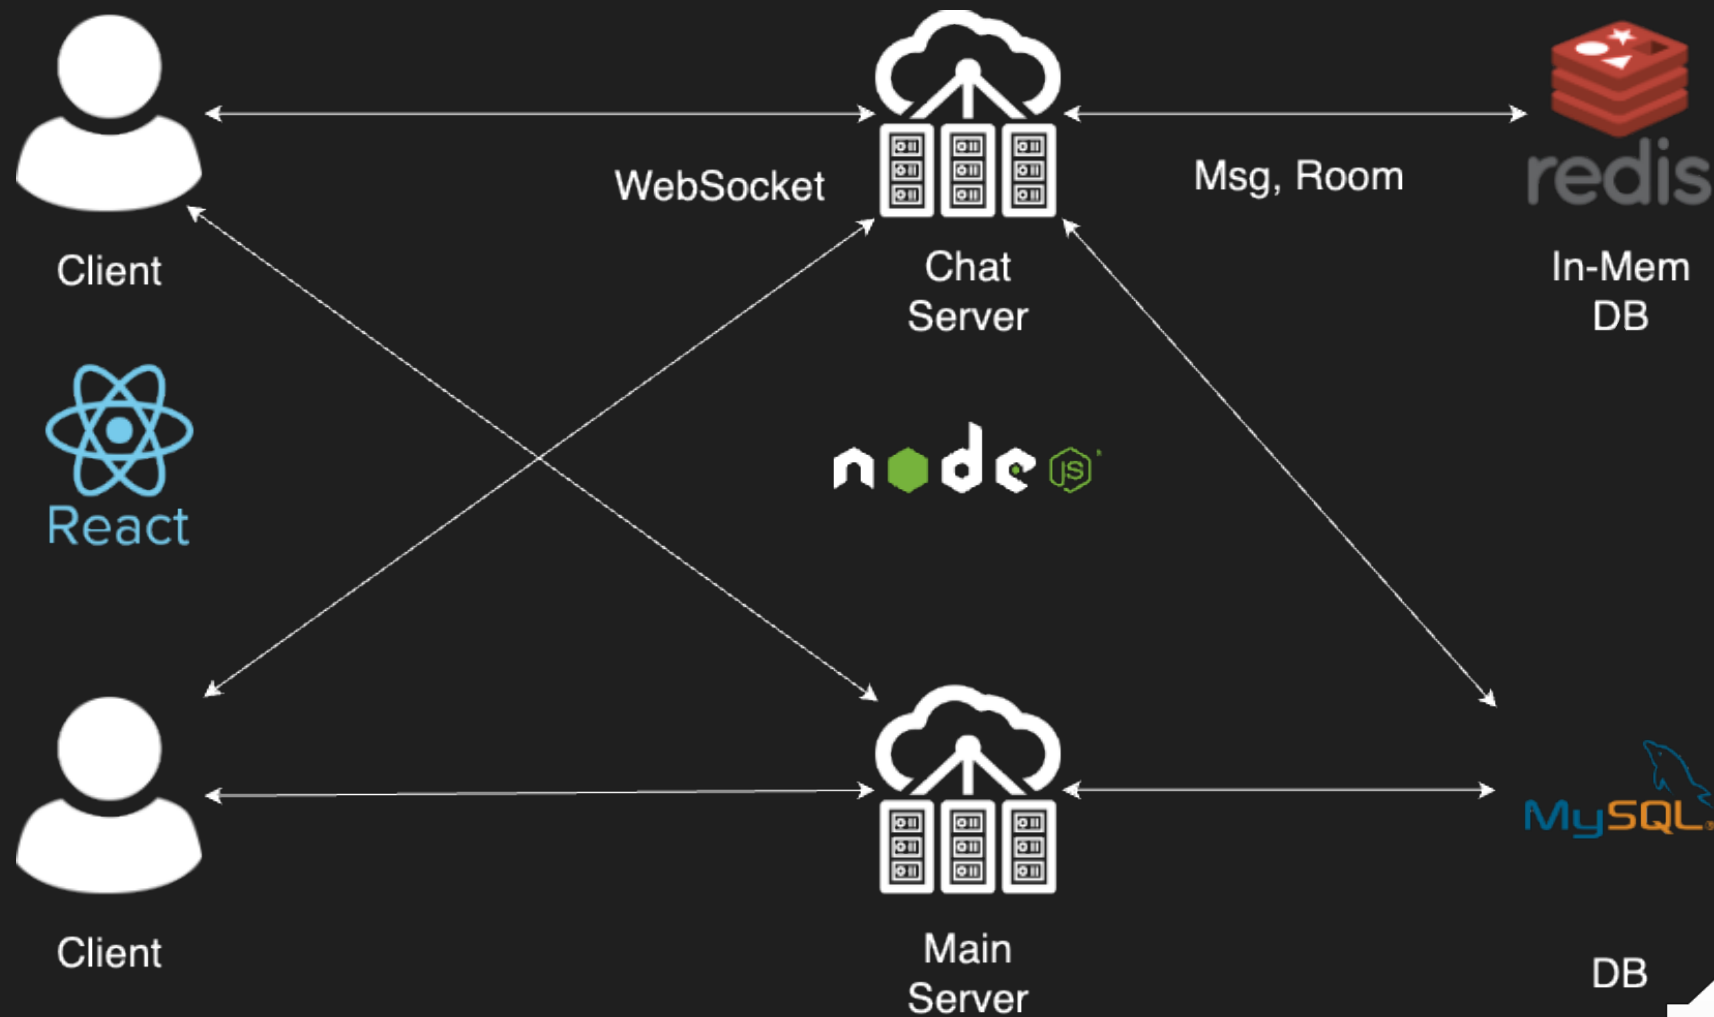 WebSocket
Msg, Room
redis
Client
Chat
Server
In-Mem
DB
React
node JS
Client
Main
Server
MySQL®
DB